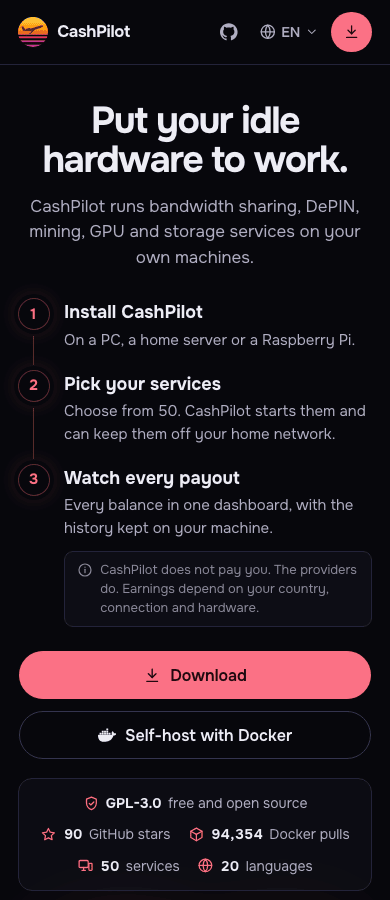 CashPilot
EN
Put your idle
hardware to work.
CashPilot runs bandwidth sharing, DePIN,
mining, GPU and storage services on your
own machines.
1
Install CashPilot
On a PC, a home server or a Raspberry Pi.
2
Pick your services
Choose from 50. CashPilot starts them and
can keep them off your home network.
3
Watch every payout
Every balance in one dashboard, with the
history kept on your machine.
CashPilot does not pay you. The providers
do. Earnings depend on your country,
connection and hardware.
Download
Self-host with Docker
GPL-3.0 free and open source
90 GitHub stars 94,354 Docker pulls
50 services 20 languages